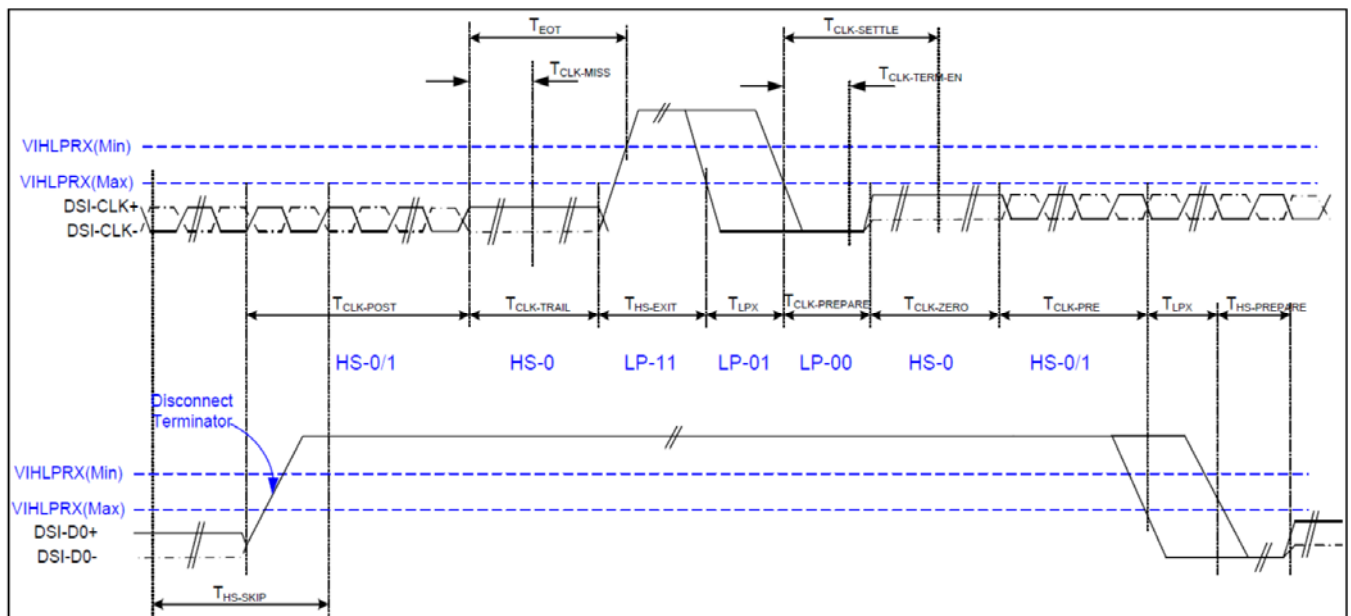 TEOT
TCLK-SETTLE
TCLK-MISS
TCLK-TERM-EN
VIHLPRX(Min)
VIHLPRX(Max)
DSI-CLK+
DSI-CLK-
TCLK-POST
TCLK-TRAIL
THS-EXIT
TLPX
TCLK-PREPARE
TCLK-ZERO
TCLK-PRE
TLPX
THS-PREPARE
HS-0/1
HS-0
LP-11
LP-01
LP-00
HS-0
HS-0/1
Disconnect
Terminator
VIHLPRX(Min)
VIHLPRX(Max)
DSI-D0+
DSI-D0-
THS-SKIP